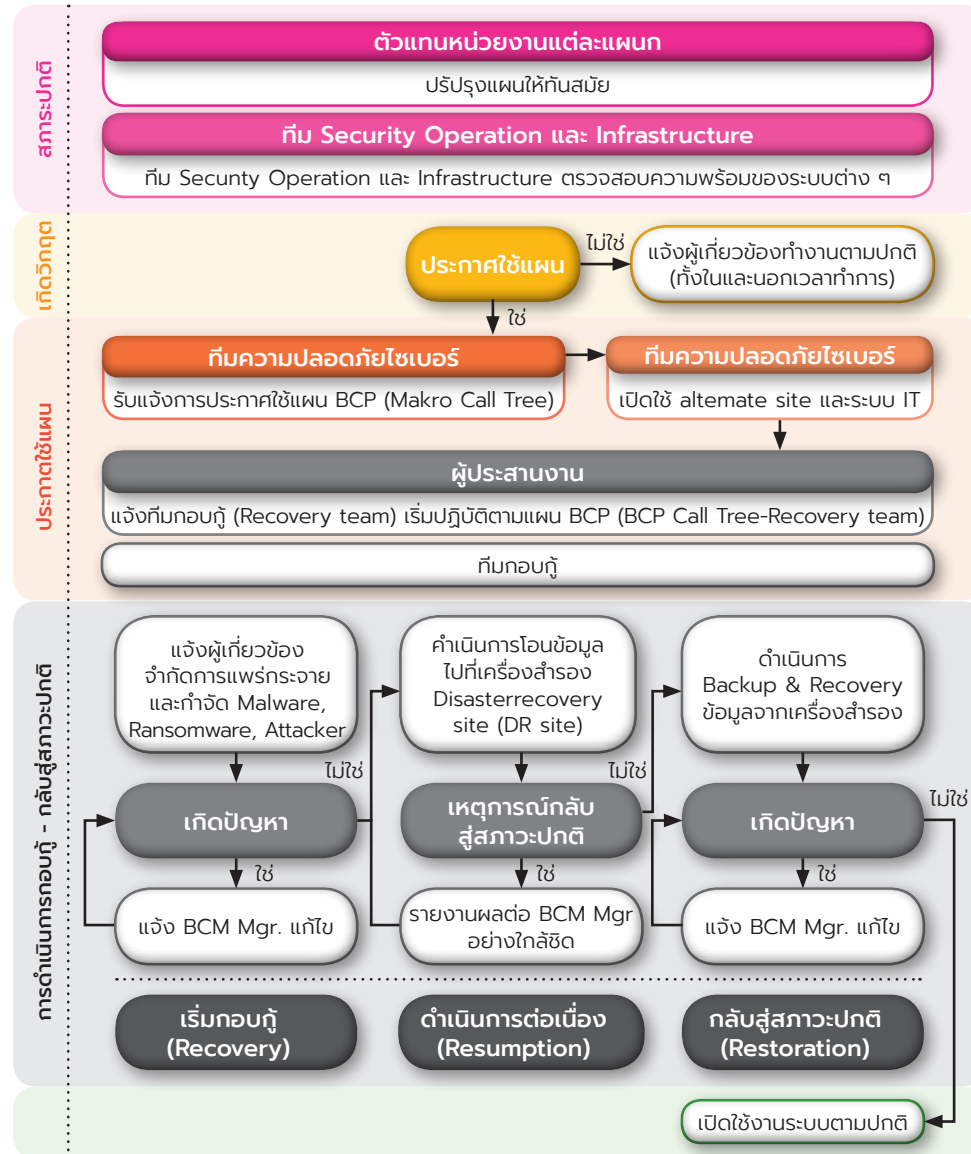 สภาระปกติ
ตัวแทนหน่วยงานแต่ละแผนก
ปรับปรุงแผนให้ทันสมัย
ทีม Security Operation และ Infrastructure
ทีม Secunty Operation และ Infrastructure ตรวจสอบความพร้อมของระบบต่าง ๆ
เกิดวิกฤต
ประกาศใช้แผน
ไม่ใช่
แจ้งผู้เกี่ยวข้องทำงานตามปกติ
(ทั้งในและนอกเวลาทำการ)
ใช่
ประกาตใช้แผน
ทีมความปลอดภัยไซเบอร์
รับแจ้งการประกาศใช้แผน BCP (Makro Call Tree)
ทีมความปลอดภัยไซเบอร์
เปิดใช้ altemate site และระบบ IT
ผู้ประสานงาน
แจ้งทีมกอบกู้ (Recovery team) เริ่มปฏิบัติตามแผน BCP (BCP Call Tree-Recovery team)
ทีมกอบกู้
การดำเนินการกอบกู้ - กลับสู่สภาวะปกติ
แจ้งผู้เกี่ยวข้อง
จำกัดการแพร่กระจาย
และกำจัด Malware,
Ransomware, Attacker
ไม่ใช่
เกิดปัญหา
ใช่
แจ้ง BCM Mgr. แก้ไข
คำเนินการโอนข้อมูล
ไปที่เครื่องสำรอง
Disasterrecovery
site (DR site)
ไม่ใช่
เหตุการณ์กลับ
สู่สภาวะปกติ
ใช่
รายงานผลต่อ BCM Mgr
อย่างใกล้ชิด
ดำเนินการ
Backup & Recovery
ข้อมูลจากเครื่องสำรอง
ไม่ใช่
เกิดปัญหา
ใช่
แจ้ง BCM Mgr. แก้ไข
เริ่มกอบกู้
(Recovery)
ดำเนินการต่อเนื่อง
(Resumption)
กลับสู่สภาวะปกติ
(Restoration)
เปิดใช้งานระบบตามปกติ